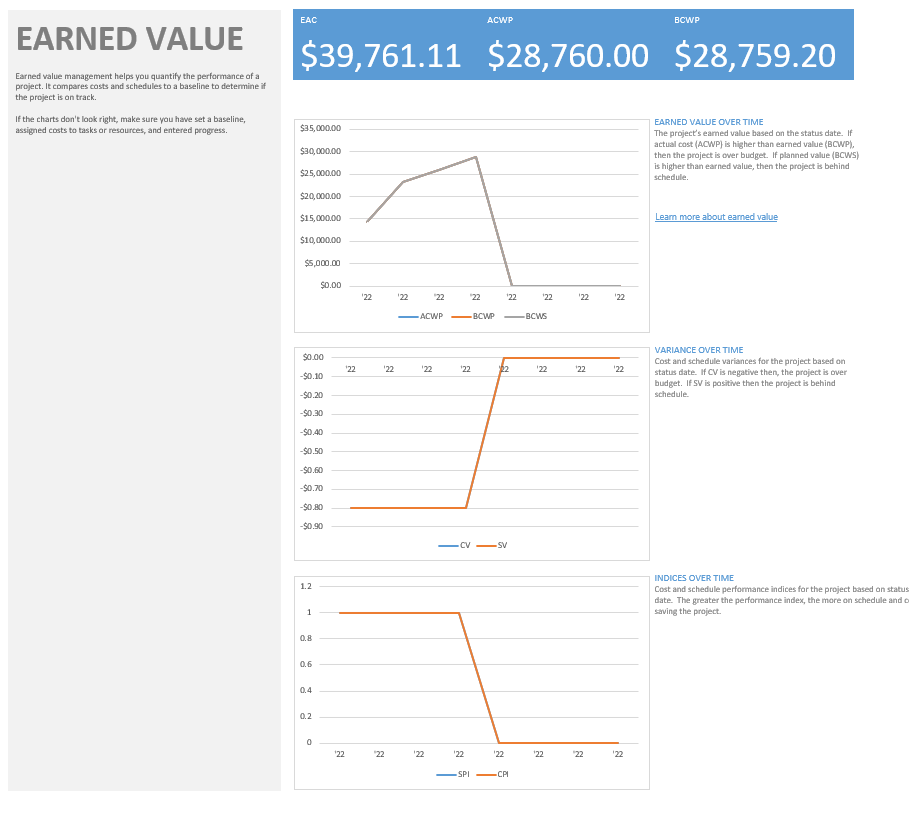 EARNED VALUE
Earned value management helps you quantify the performance of a
project. It compares costs and schedules to a baseline to determine if
the project is on track.
If the charts don't look right, make sure you have set a baseline,
assigned costs to tasks or resources, and entered progress.
EAC ACWP BCWP
$39,761.11 $28,760.00 $28,759.20
$35,000.00
$30,000.00
$25,000.00
$20,000.00
$15,000.00
$10,000.00
$5,000.00
$0.00
'22 '22 '22 '22 '22 '22 '22 '22
ACWP BCWP BCWS
EARNED VALUE OVER TIME
The project's earned value based on the status date. If
actual cost (ACWP) is higher than earned value (BCWP),
then the project is over budget. If planned value (BCWS)
is higher than earned value, then the project is behind
schedule.
Learn more about earned value
$0.00
'22 '22 '22 '22 '22 '22 '22 '22
-$0.10
-$0.20
-$0.30
-$0.40
-$0.50
-$0.60
-$0.70
-$0.80
-$0.90
CV SV
VARIANCE OVER TIME
Cost and schedule variances for the project based on
status date. If CV is negative then, the project is over
budget. If SV is positive then the project is behind
schedule.
1.2
1
0.8
0.6
0.4
0.2
0
'22 '22 '22 '22 '22 '22 '22 '22
SPI CPI
INDICES OVER TIME
Cost and schedule performance indices for the project based on status
date. The greater the performance index, the more on schedule and
saving the project.